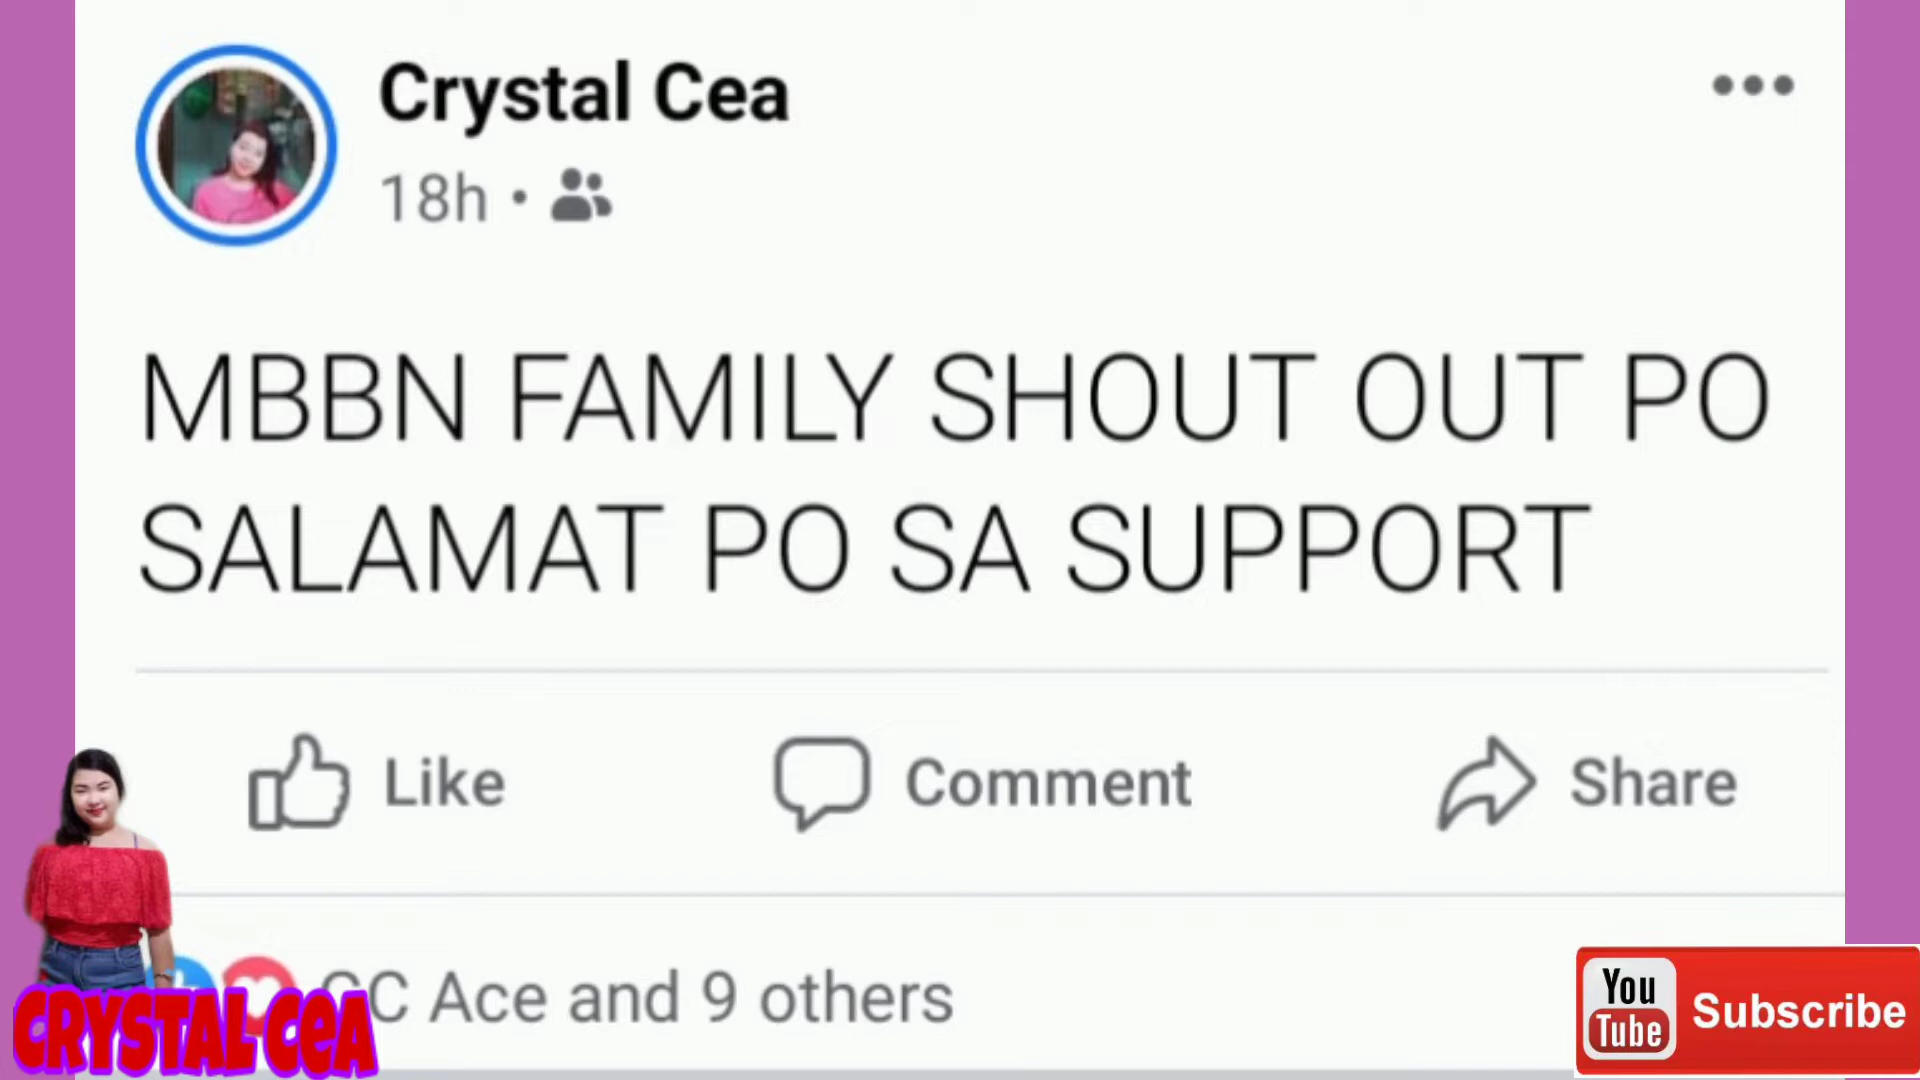 Crystal Cea
18h
MBBN FAMILY SHOUT OUT PO
SALAMAT PO SA SUPPORT
Like
Comment
Share
Ace and 9 others
CRYSTAL CeA
You
Tube
Subscribe